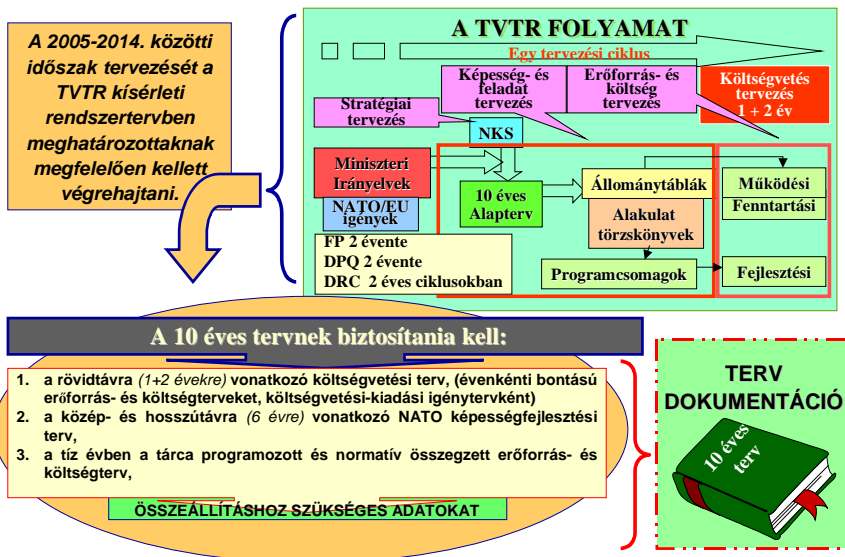 A 2005-2014. közötti
időszak tervezését a
TVTR kísérleti
rendszertervben
meghatározottaknak
megfelelően kellett
végrehajtani.
A TVTR FOLYAMAT
Egy tervezési ciklus
Stratégiai
tervezés
Képesség- és
feladat
tervezés
Erőforrás- és
költség
tervezés
Költségvetés
tervezés
1 + 2 év
NKS
Miniszteri
Irányelvek
NATO/EU
igények
10 éves
Alapterv
Állománytáblák
Alakulat
törzskönyvek
Programcsomagok
Működési
Fenntartási
Fejlesztési
FP 2 évente
DPQ 2 évente
DRC 2 éves ciklusokban
A 10 éves tervnek biztosítania kell:
1. a rövidtávra (1+2 évekre) vonatkozó költségvetési terv, (évenkénti bontású
erőforrás- és költségterveket, költségvetési-kiadási igénytervként)
2. a közép- és hosszútávra (6 évre) vonatkozó NATO képességfejlesztési
terv,
3. a tíz évben a tárca programozott és normatív összegzett erőforrás- és
költségterv,
ÖSSZEÁLLÍTÁSHOZ SZÜKSÉGES ADATOKAT
TERV
DOKUMENTÁCIÓ
10 éves
terv